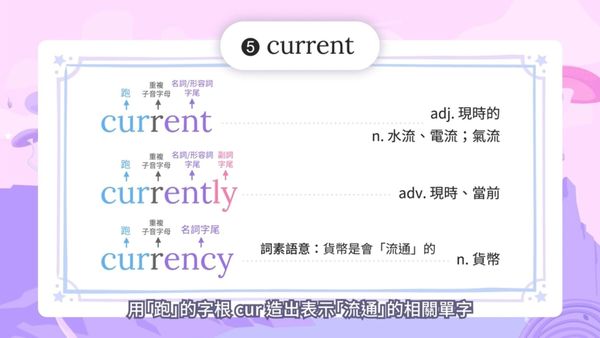 ❺ current
跑 重複子音字母 名詞/形容詞字尾
current
adj. 現時的
n. 水流、電流；氣流
跑 重複子音字母 名詞/形容詞字尾 副詞字尾
currently
adv. 現時、當前
跑 重複子音字母 名詞字尾
currency
詞素語意：貨幣是會「流通」的
n. 貨幣
用「跑」的字根 cur 造出表示「流通」的相關單字